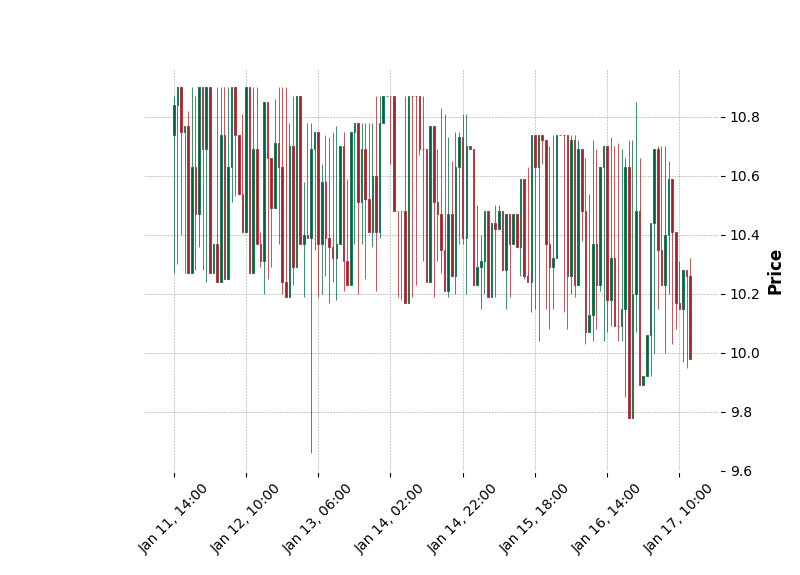 10.8
10.6
10.4
10.2
10.0
9.8
9.6
Price
Jan 11, 14:00
Jan 12, 10:00
Jan 13, 06:00
Jan 14, 02:00
Jan 14, 22:00
Jan 15, 18:00
Jan 16, 14:00
Jan 17, 10:00